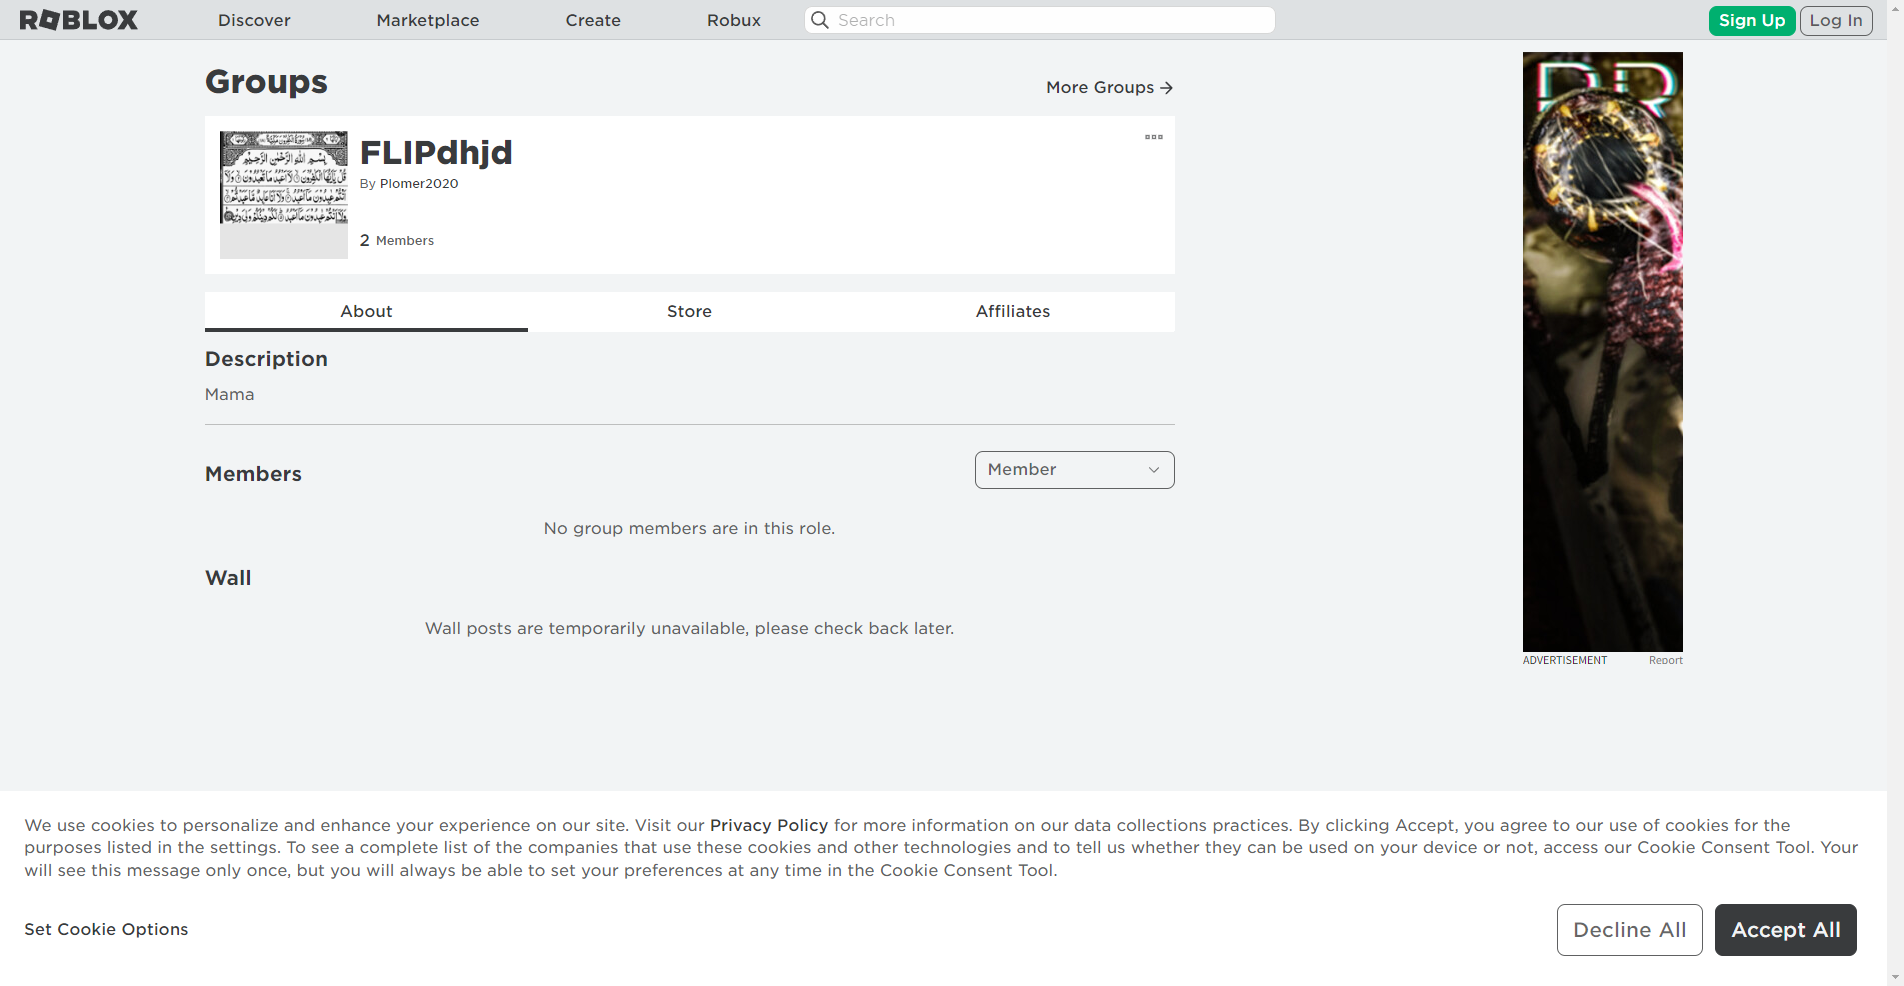 ROBLOX
Discover
Marketplace
Create
Robux
Search
Sign Up
Log In
Groups
More Groups
بِسْمِ اللهِ الرَّحْمٰنِ الرَّحِيْمِ
FLIPdhjd
By Plomer2020
2 Members
About
Store
Affiliates
Description
Mama
Members
Member
No group members are in this role.
Wall
Wall posts are temporarily unavailable, please check back later.
ADVERTISEMENT
Report
We use cookies to personalize and enhance your experience on our site. Visit our Privacy Policy for more information on our data collections practices. By clicking Accept, you agree to our use of cookies for the
purposes listed in the settings. To see a complete list of the companies that use these cookies and other technologies and to tell us whether they can be used on your device or not, access our Cookie Consent Tool. Your
will see this message only once, but you will always be able to set your preferences at any time in the Cookie Consent Tool.
Set Cookie Options
Decline All
Accept All